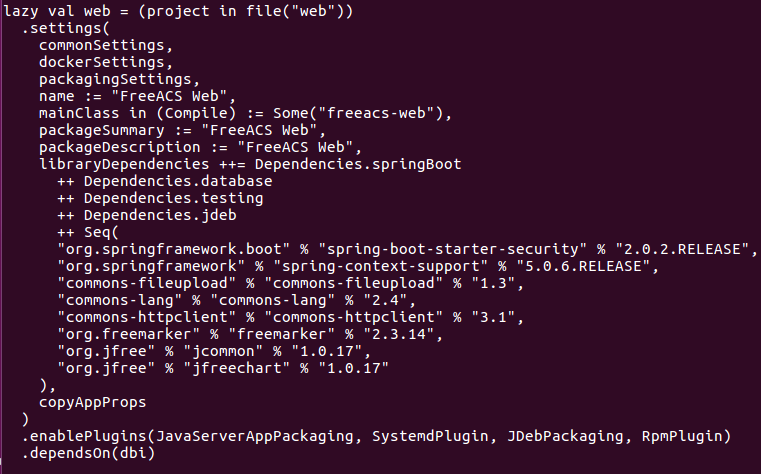 lazy val web = (project in file("web"))
  .settings(
    commonSettings,
    dockerSettings,
    packagingSettings,
    name := "FreeACS Web",
    mainClass in (Compile) := Some("freeacs-web"),
    packageSummary := "FreeACS Web",
    packageDescription := "FreeACS Web",
    libraryDependencies ++= Dependencies.springBoot
      ++ Dependencies.database
      ++ Dependencies.testing
      ++ Dependencies.jdeb
      ++ Seq(
      "org.springframework.boot" % "spring-boot-starter-security" % "2.0.2.RELEASE",
      "org.springframework" % "spring-context-support" % "5.0.6.RELEASE",
      "commons-fileupload" % "commons-fileupload" % "1.3",
      "commons-lang" % "commons-lang" % "2.4",
      "commons-httpclient" % "commons-httpclient" % "3.1",
      "org.freemarker" % "freemarker" % "2.3.14",
      "org.jfree" % "jcommon" % "1.0.17",
      "org.jfree" % "jfreechart" % "1.0.17"
    ),
    copyAppProps
  )
  .enablePlugins(JavaServerAppPackaging, SystemdPlugin, JDebPackaging, RpmPlugin)
  .dependsOn(dbi)